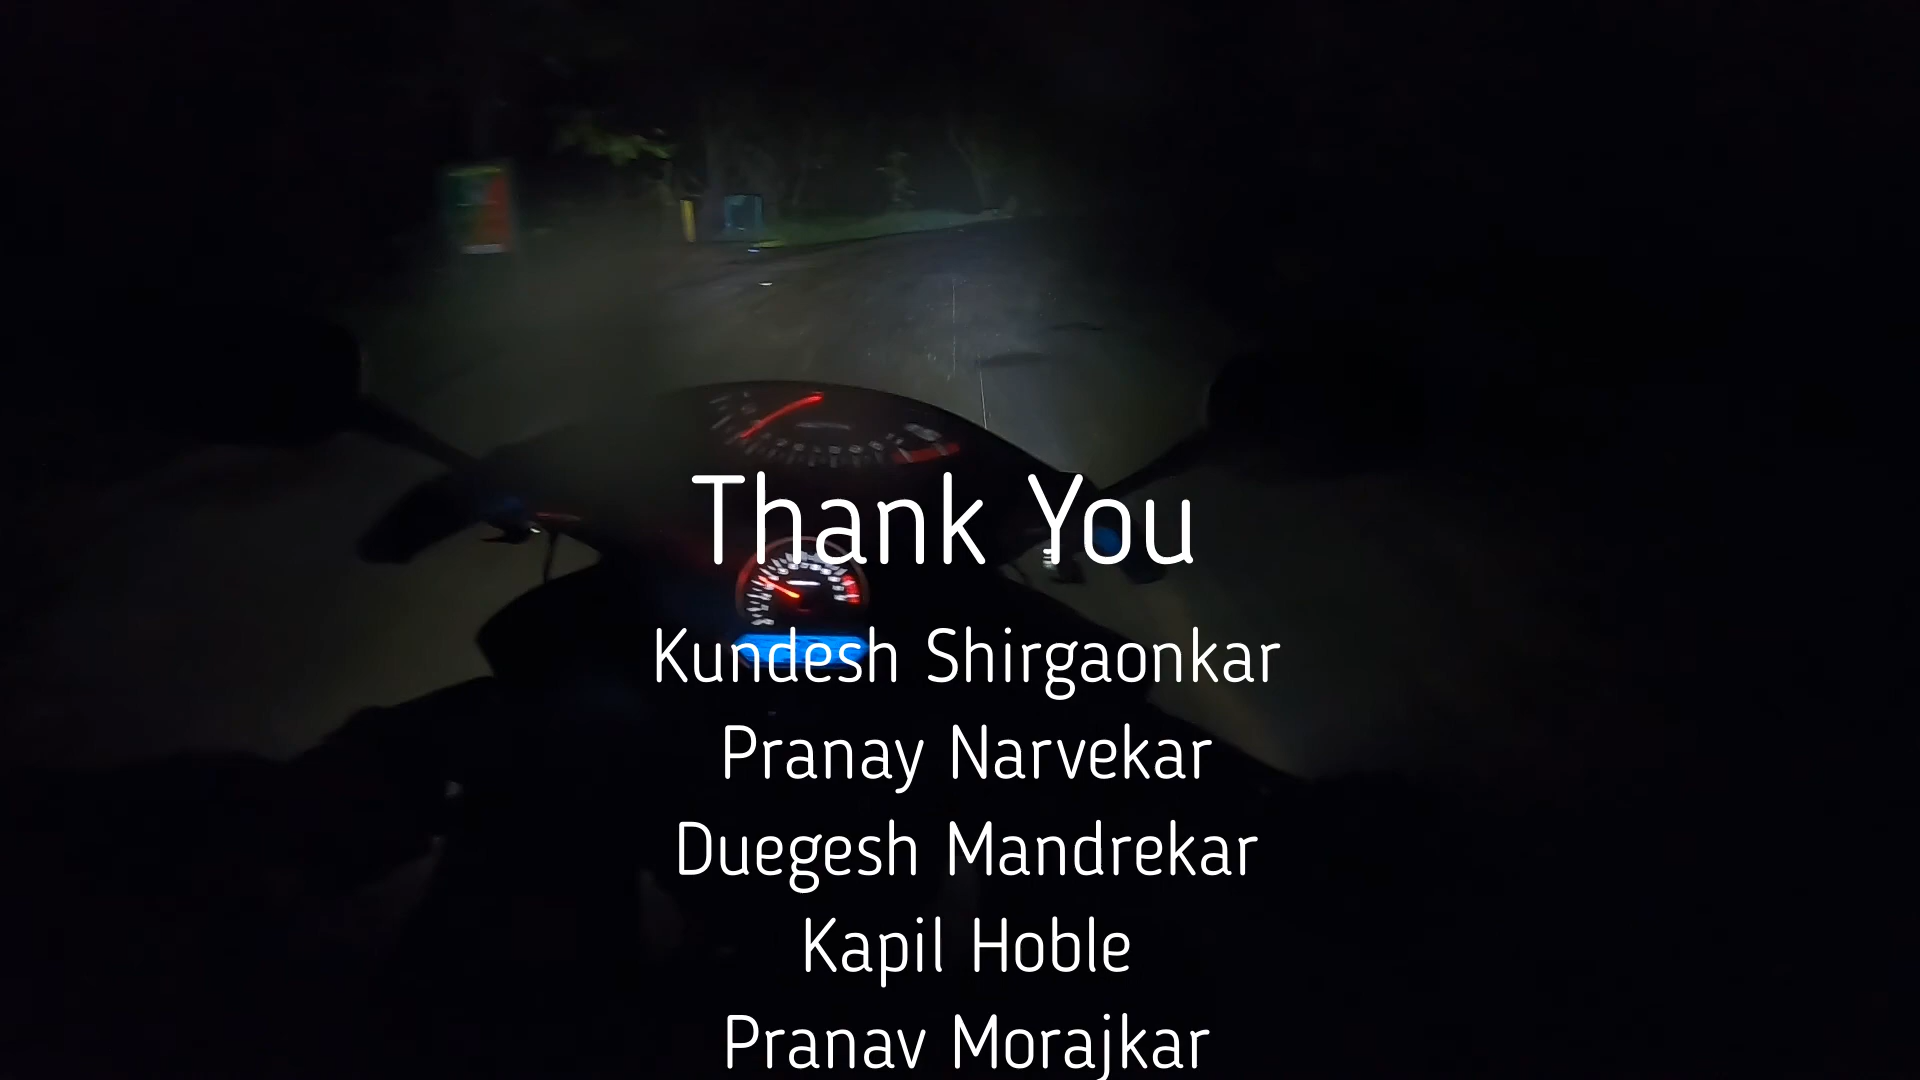 Thank You
Kundesh Shirgaonkar
Pranay Narvekar
Duegesh Mandrekar
Kapil Hoble
Pranav Morajkar